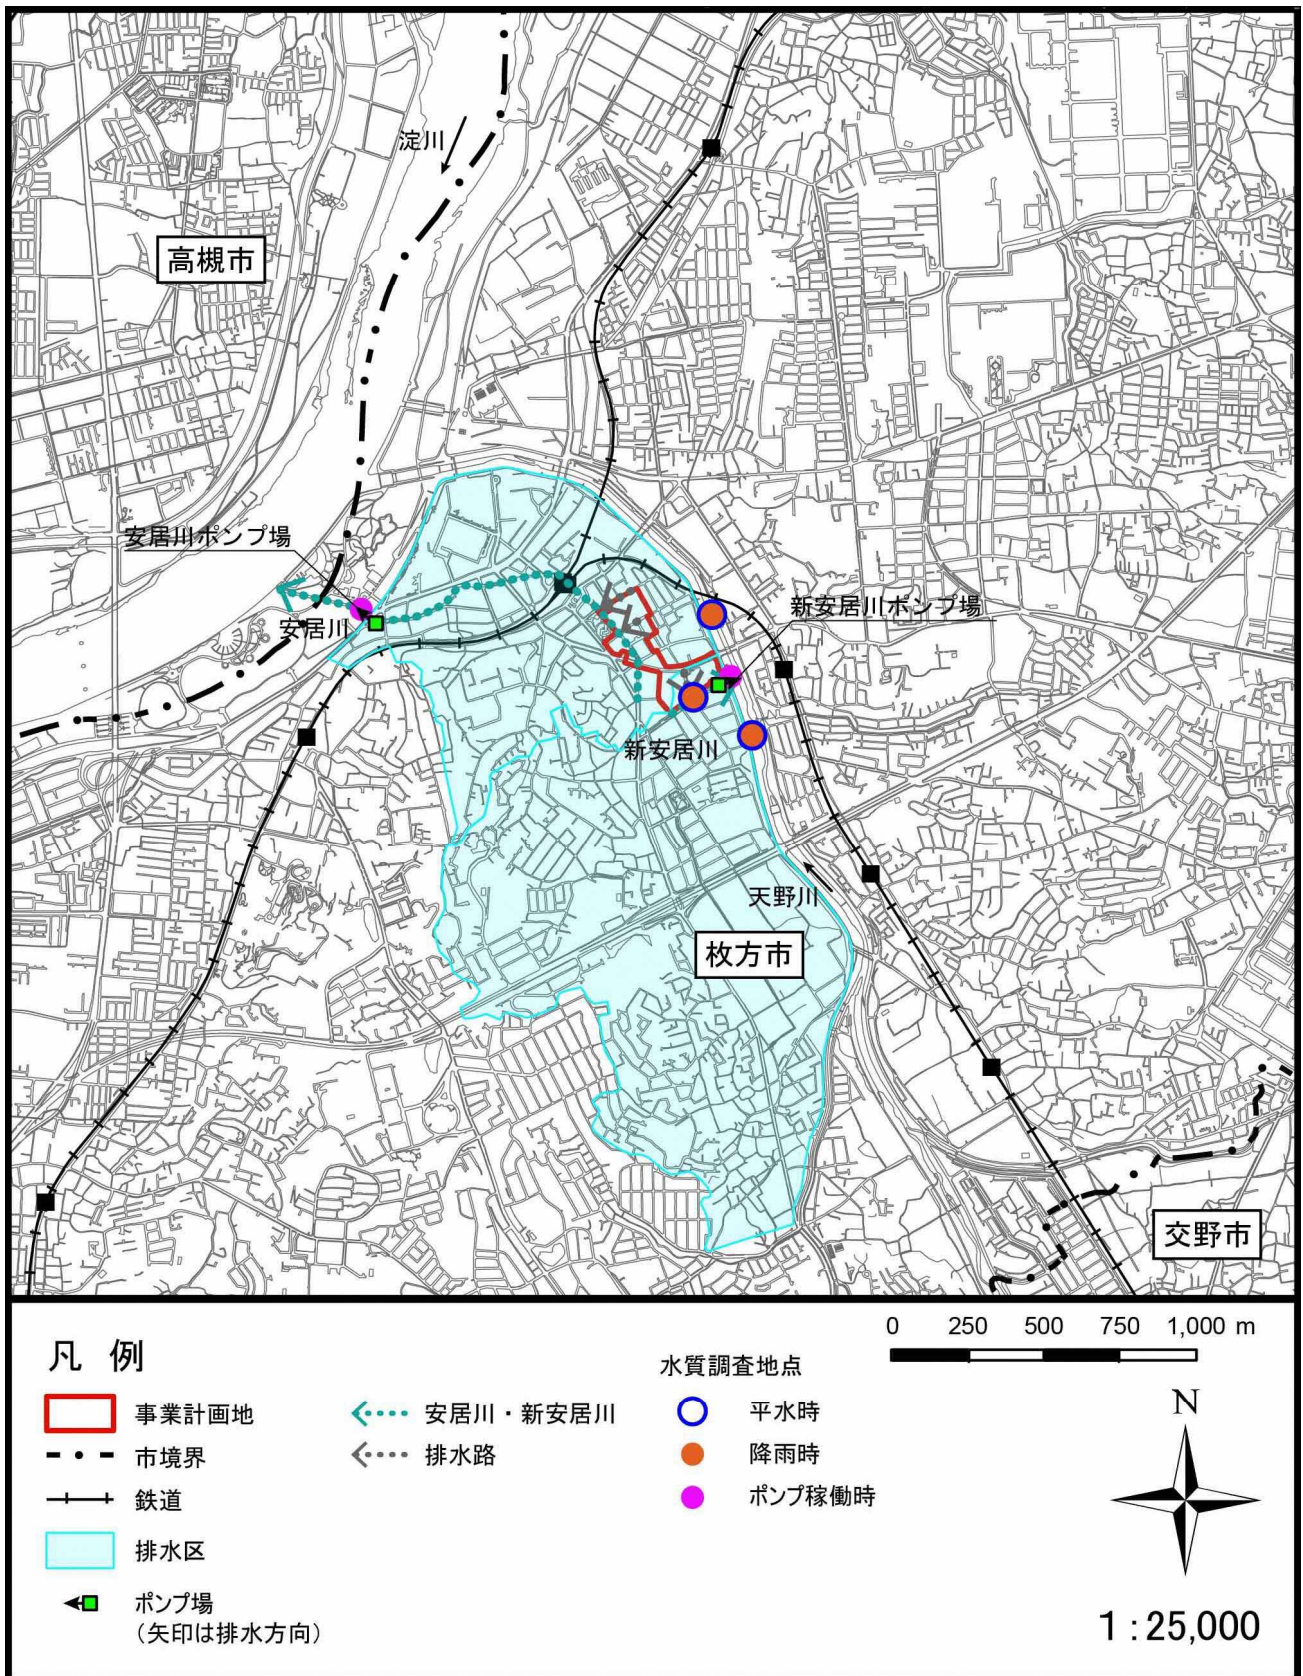 淀川
高槻市
安居川ポンプ場
新安居川ポンプ場
安居川
新安居川
天野川
枚方市
交野市
0 250 500 750 1,000 m
凡 例
水質調査地点
事業計画地
安居川・新安居川
平水時
市境界
排水路
降雨時
鉄道
ポンプ稼働時
排水区
ポンプ場
（矢印は排水方向）
N
1：25,000